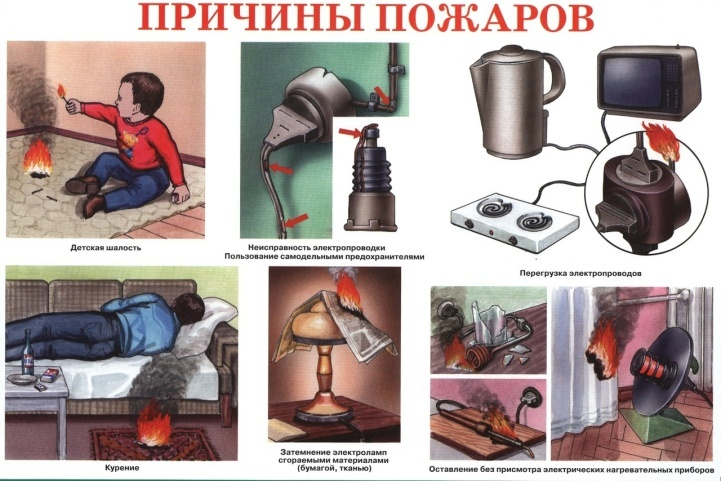 ПРИЧИНЫ ПОЖАРОВ
Детская шалость
Неисправность электропроводки
Пользование самодельными предохранителями
Перегрузка электропроводов
Курение
Затемнение электроламп
сгораемыми материалами
(бумагой, тканью)
Оставление без присмотра электрических нагревательных приборов